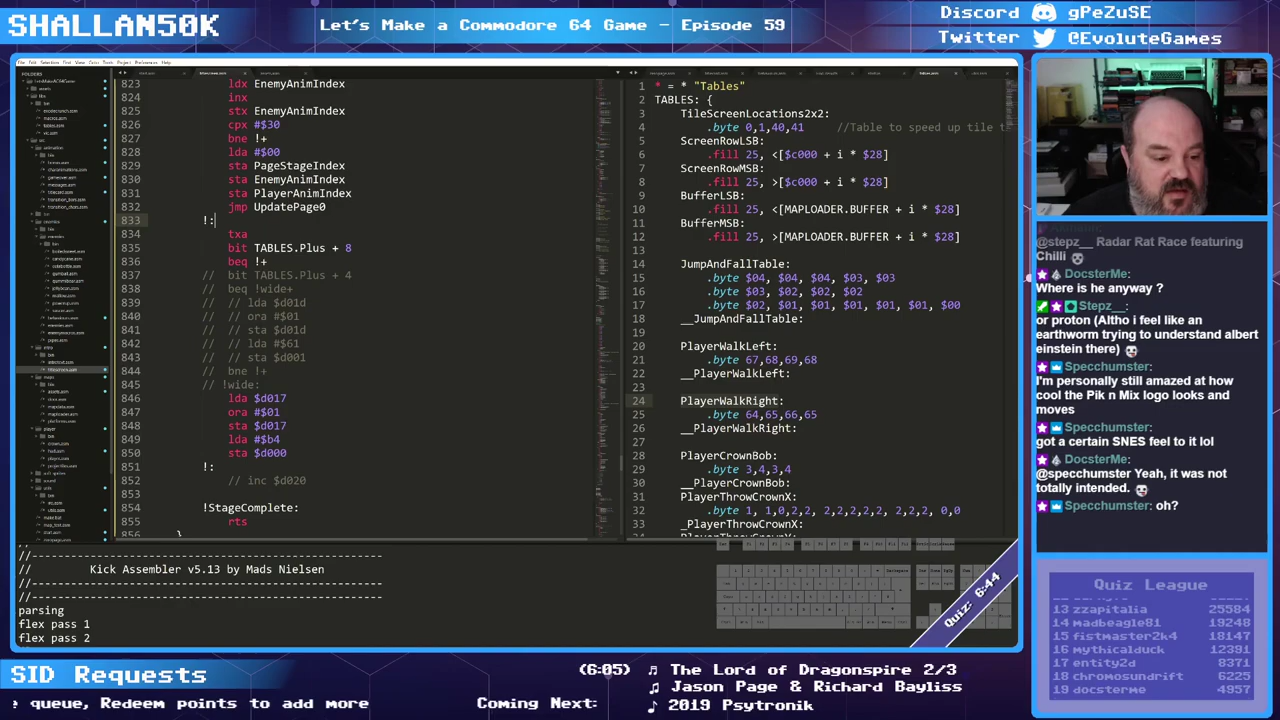 SHALLAN50K
Let's Make a Commodore 64 Game - Episode 59
Discord gPeZuSE
Twitter @EvoluteGames
823 ldx EnemyAnimIndex
824 inx
825 stx EnemyAnimIndex
826 cpx #$30
827 bne !+
828 lda #$00
829 sta PageStageIndex
830 sta EnemyAnimIndex
831 sta PlayerAnimIndex
832 jmp UpdatePage0
833 !:
834 txa
835 bit TABLES.Plus + 8
836 beq !+
837 // bit TABLES.Plus + 4
838 // beq !wide+
839 // // lda $d01d
840 // // ora #$01
841 // // sta $d01d
842 // // lda #$61
843 // // sta $d001
844 // bne !+
845 // !wide:
846 lda $d017
847 ora #$01
848 sta $d017
849 lda #$b4
850 sta $d000
851 !:
852 // inc $d020
853
854 !StageComplete:
855 rts
856 }
1 * = * "Tables"
2 TABLES: {
3 TileScreenLocations2x2:
4 .byte 0,1,40,41 //Table to speed up tile t
5 ScreenRowLSB:
6 .fill 25, <[$c000 + i * $28]
7 ScreenRowMSB:
8 .fill 25, >[$c000 + i * $28]
9 BufferLSB:
10 .fill 25, <[MAPLOADER.BUFFER + i * $28]
11 BufferMSB:
12 .fill 25, >[MAPLOADER.BUFFER + i * $28]
13
14 JumpAndFallTable:
15 .byte $04, $04, $04, $03, $03
16 .byte $03, $02, $02, $02
17 .byte $02, $01, $01, $01, $01, $00
18 __JumpAndFallTable:
19
20 PlayerWalkLeft:
21 .byte 67,68,69,68
22 __PlayerWalkLeft:
23
24 PlayerWalkRight:
25 .byte 64,65,66,65
26 __PlayerWalkRight:
27
28 PlayerCrownBob:
29 .byte 3,4,3,4
30 __PlayerCrownBob:
31 PlayerThrowCrownX:
32 .byte 1,0,2,2, 2,2,2,2, 2,2,2, 0,0
33 _PlayerThrowCrownX:
@stepz__ Radar Rat Race featuring
Chilli
DocsterMe:
Where is he anyway ?
Stepz__:
or proton (Altho i feel like an
earthworm trying to understand albert
einstein there)
Specchumster:
I'm personally still amazed at how
cool the Pik n Mix logo looks and
moves
Specchumster:
got a certain SNES feel to it lol
DocsterMe:
@specchumster Yeah, it was not
totally intended.
Specchumster: oh?
//------------------------------------------------------
// Kick Assembler v5.13 by Mads Nielsen
//------------------------------------------------------
parsing
flex pass 1
flex pass 2
Quiz: 6:44
Quiz League
13 zzapitalia 25584
14 madbeagle81 19248
15 fistmaster2k4 18147
16 mythicalduck 12391
17 entity2d 8371
18 chromosundrift 6225
19 docsterme 4957
SID Requests
(6:05) ♫ The Lord of Dragonspire 2/3
♫ Jason Page & Richard Bayliss
♪ 2019 Psytronik
e queue, Redeem points to add more
Coming Next: